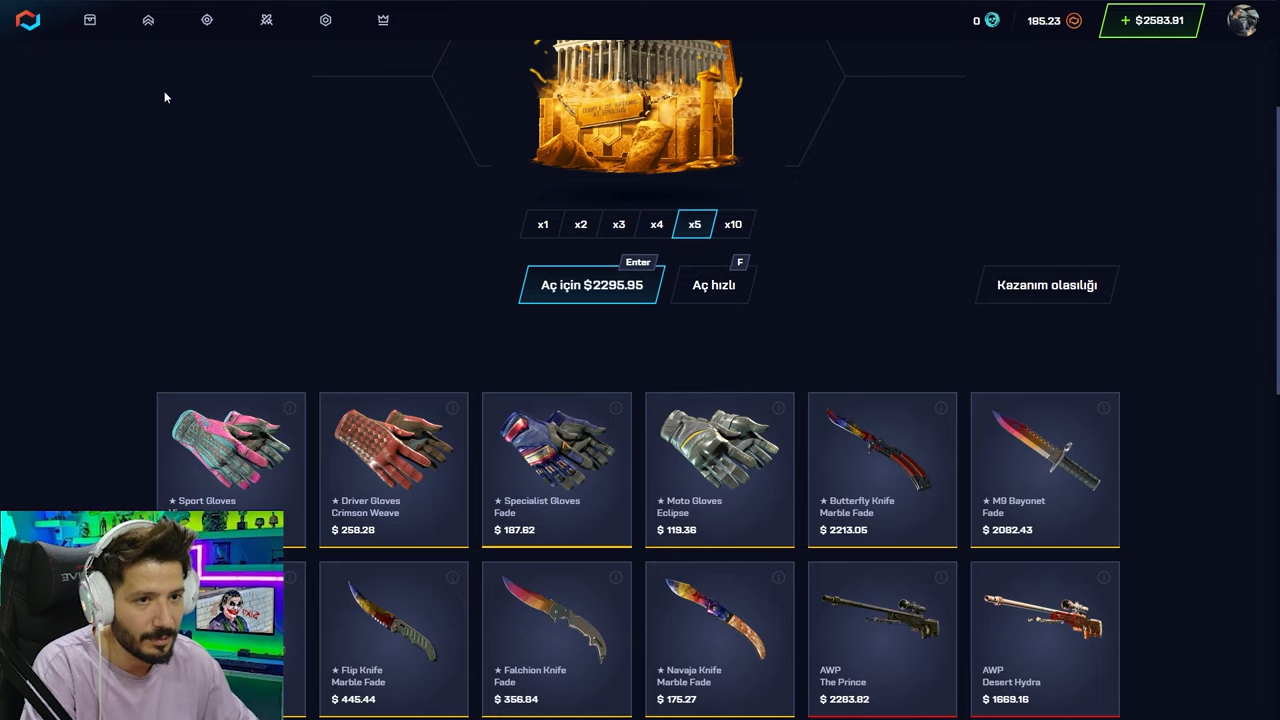 0
185.23
+ $2583.91
x1
x2
x3
x4
x5
x10
Enter
F
Aç için $2295.95
Aç hızlı
Kazanım olasılığı
★ Sport Gloves
★ Driver Gloves
Crimson Weave
$ 258.28
★ Specialist Gloves
Fade
$ 187.62
★ Moto Gloves
Eclipse
$ 119.36
★ Butterfly Knife
Marble Fade
$ 2213.05
★ M9 Bayonet
Fade
$ 2082.43
★ Flip Knife
Marble Fade
$ 445.44
★ Falchion Knife
Fade
$ 356.84
★ Navaja Knife
Marble Fade
$ 175.27
AWP
The Prince
$ 2283.82
AWP
Desert Hydra
$ 1669.16